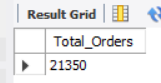 Result Grid
Total_Orders
21350